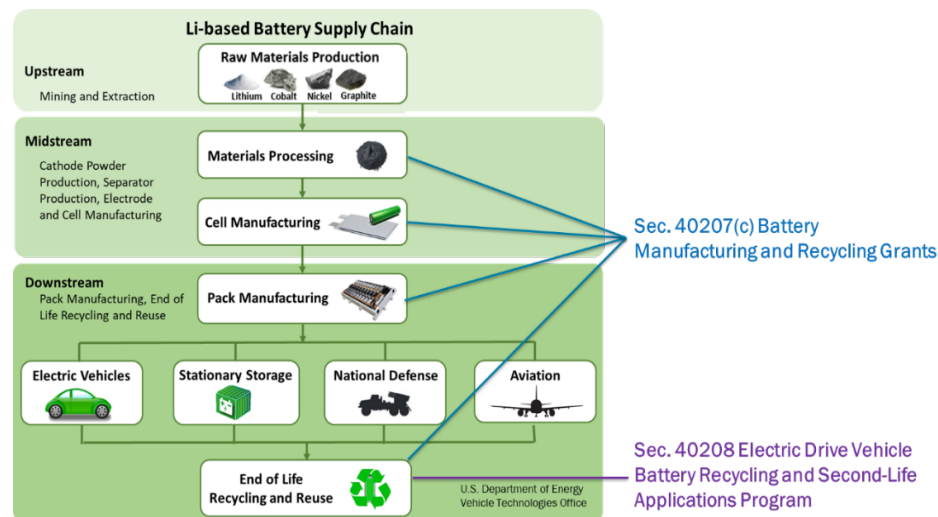 Li-based Battery Supply Chain
Upstream
Mining and Extraction
Raw Materials Production
Lithium Cobalt Nickel Graphite
Midstream
Cathode Powder
Production, Separator
Production, Electrode
and Cell Manufacturing
Materials Processing
Cell Manufacturing
Sec. 40207(c) Battery
Manufacturing and Recycling Grants
Downstream
Pack Manufacturing, End of
Life Recycling and Reuse
Pack Manufacturing
Electric Vehicles
Stationary Storage
National Defense
Aviation
End of Life
Recycling and Reuse
U.S. Department of Energy
Vehicle Technologies Office
Sec. 40208 Electric Drive Vehicle
Battery Recycling and Second-Life
Applications Program